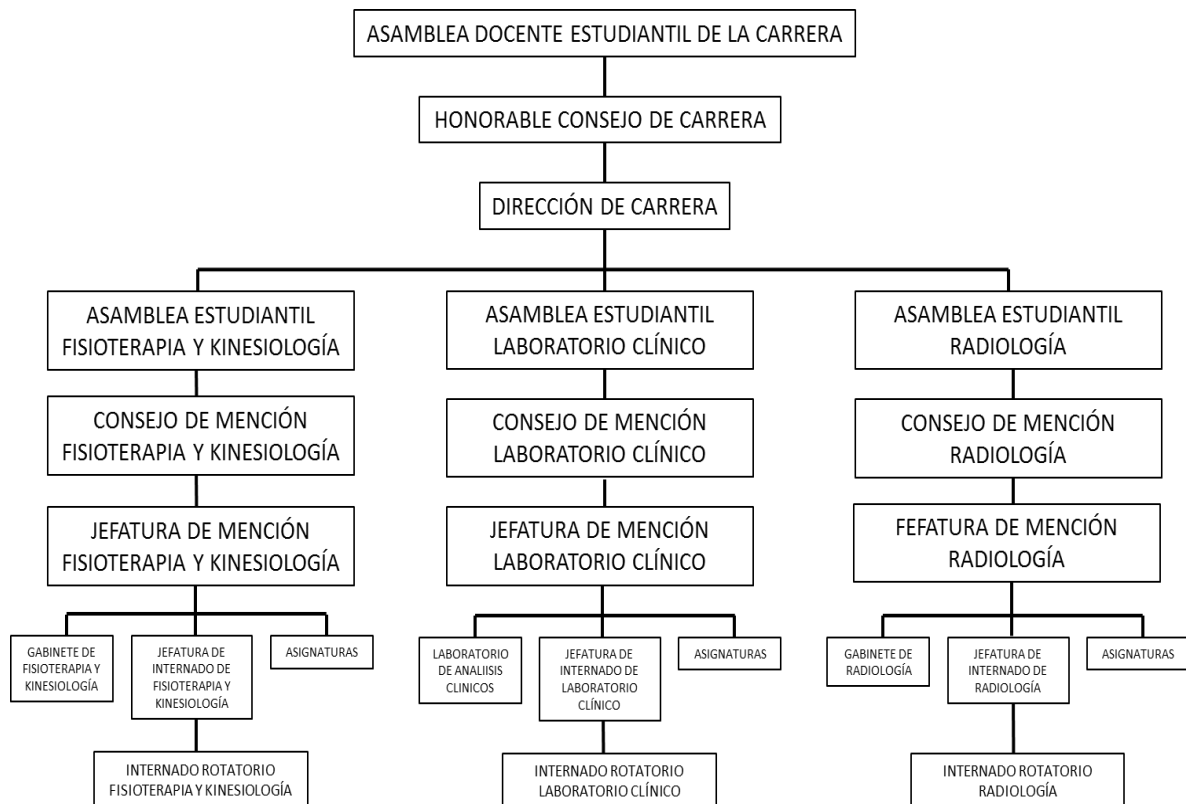 ASAMBLEA DOCENTE ESTUDIANTIL DE LA CARRERA
HONORABLE CONSEJO DE CARRERA
DIRECCIÓN DE CARRERA
ASAMBLEA ESTUDIANTIL
FISIOTERAPIA Y KINESIOLOGÍA
ASAMBLEA ESTUDIANTIL
LABORATORIO CLÍNICO
ASAMBLEA ESTUDIANTIL
RADIOLOGÍA
CONSEJO DE MENCIÓN
FISIOTERAPIA Y KINESIOLOGÍA
CONSEJO DE MENCIÓN
LABORATORIO CLÍNICO
CONSEJO DE MENCIÓN
RADIOLOGÍA
JEFATURA DE MENCIÓN
FISIOTERAPIA Y KINESIOLOGÍA
JEFATURA DE MENCIÓN
LABORATORIO CLÍNICO
FEFATURA DE MENCIÓN
RADIOLOGÍA
GABINETE DE
FISIOTERAPIA Y
KINESIOLOGÍA
JEFATURA DE
INTERNADO DE
FISIOTERAPIA Y
KINESIOLOGÍA
ASIGNATURAS
LABORATORIO
DE ANALIISIS
CLINICOS
JEFATURA DE
INTERNADO DE
LABORATORIO
CLÍNICO
ASIGNATURAS
GABINETE DE
RADIOLOGÍA
JEFATURA DE
INTERNADO DE
RADIOLOGÍA
ASIGNATURAS
INTERNADO ROTATORIO
FISIOTERAPIA Y KINESIOLOGÍA
INTERNADO ROTATORIO
LABORATORIO CLÍNICO
INTERNADO ROTATORIO
RADIOLOGÍA